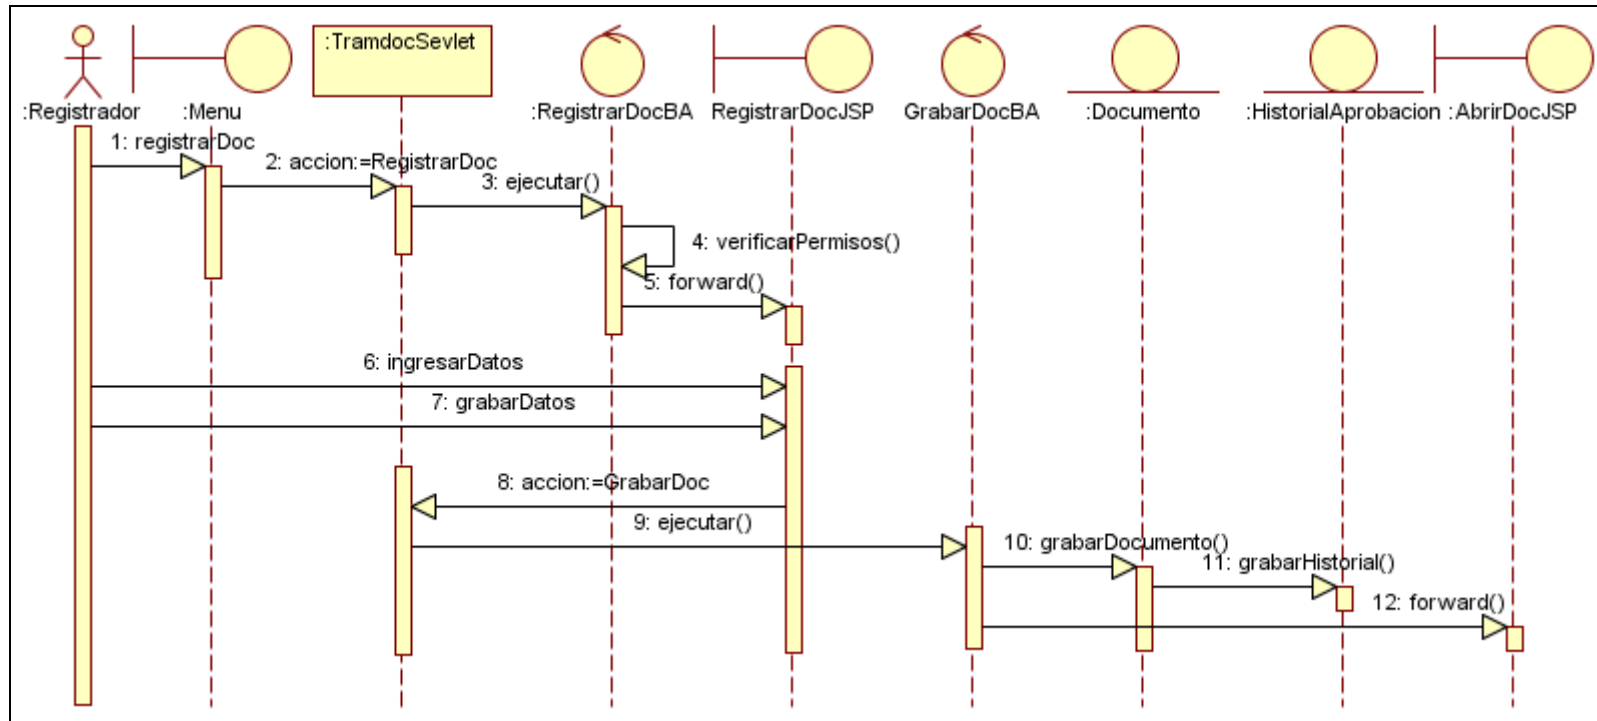 :TramdocSevlet
:Registrador
:Menu
:RegistrarDocBA
RegistrarDocJSP
GrabarDocBA
:Documento
:HistorialAprobacion
:AbrirDocJSP
1: registrarDoc
2: accion:=RegistrarDoc
3: ejecutar()
4: verificarPermisos()
5: forward()
6: ingresarDatos
7: grabarDatos
8: accion:=GrabarDoc
9: ejecutar()
10: grabarDocumento()
11: grabarHistorial()
12: forward()